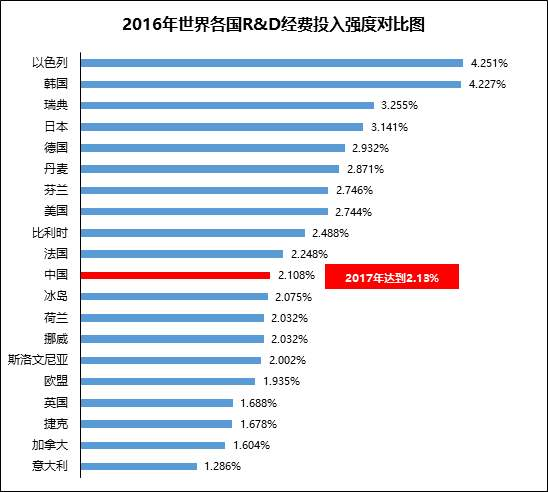 2016年世界各国R&D经费投入强度对比图
以色列 4.251%
韩国 4.227%
瑞典 3.255%
日本 3.141%
德国 2.932%
丹麦 2.871%
芬兰 2.746%
美国 2.744%
比利时 2.488%
法国 2.248%
中国 2.108% 2017年达到2.13%
冰岛 2.075%
荷兰 2.032%
挪威 2.032%
斯洛文尼亚 2.002%
欧盟 1.935%
英国 1.688%
捷克 1.678%
加拿大 1.604%
意大利 1.286%